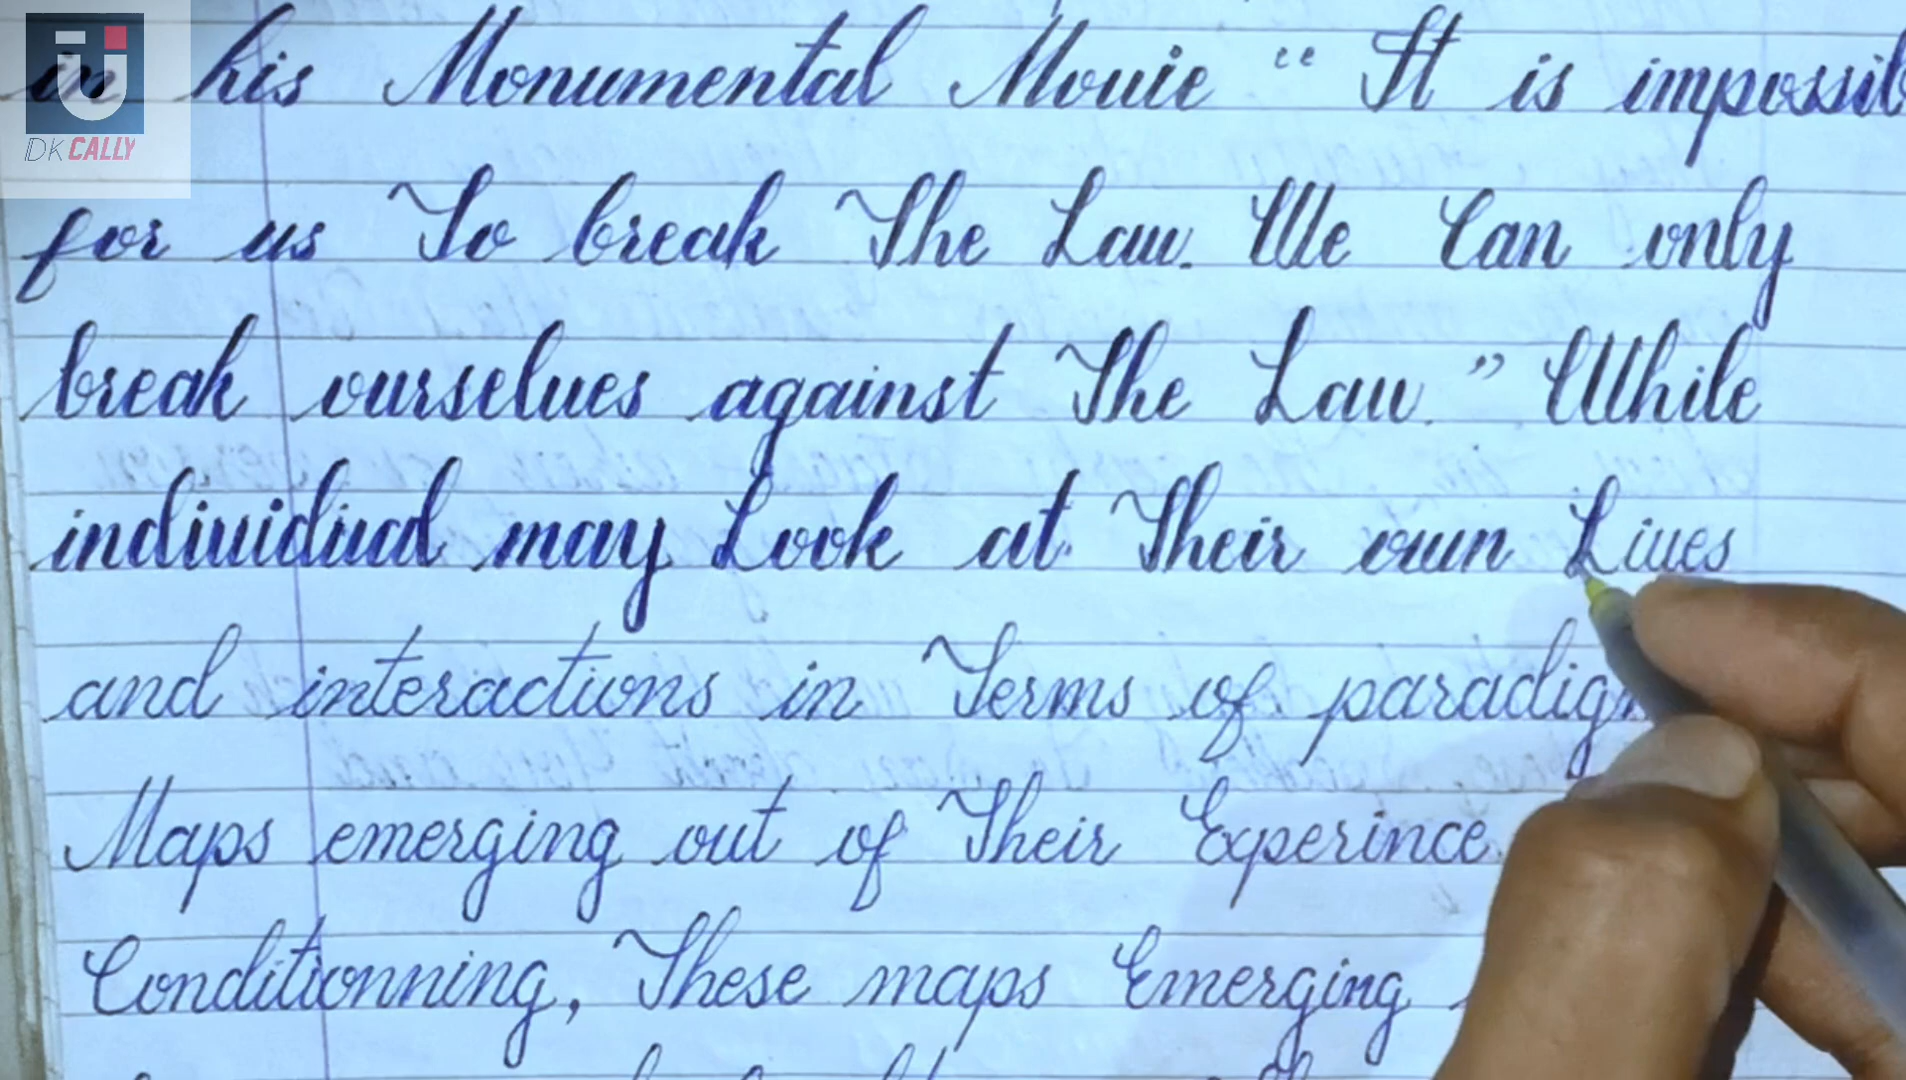 DK CALLY
in his Monumental Movie “ It is impossib
for us To break The Law. We Can only
break ourselves against The Law. ” While
individual may Look at Their own Lives
and interactions in Terms of paradig
Maps emerging out of Their Experince
Conditionning, These maps Emerging